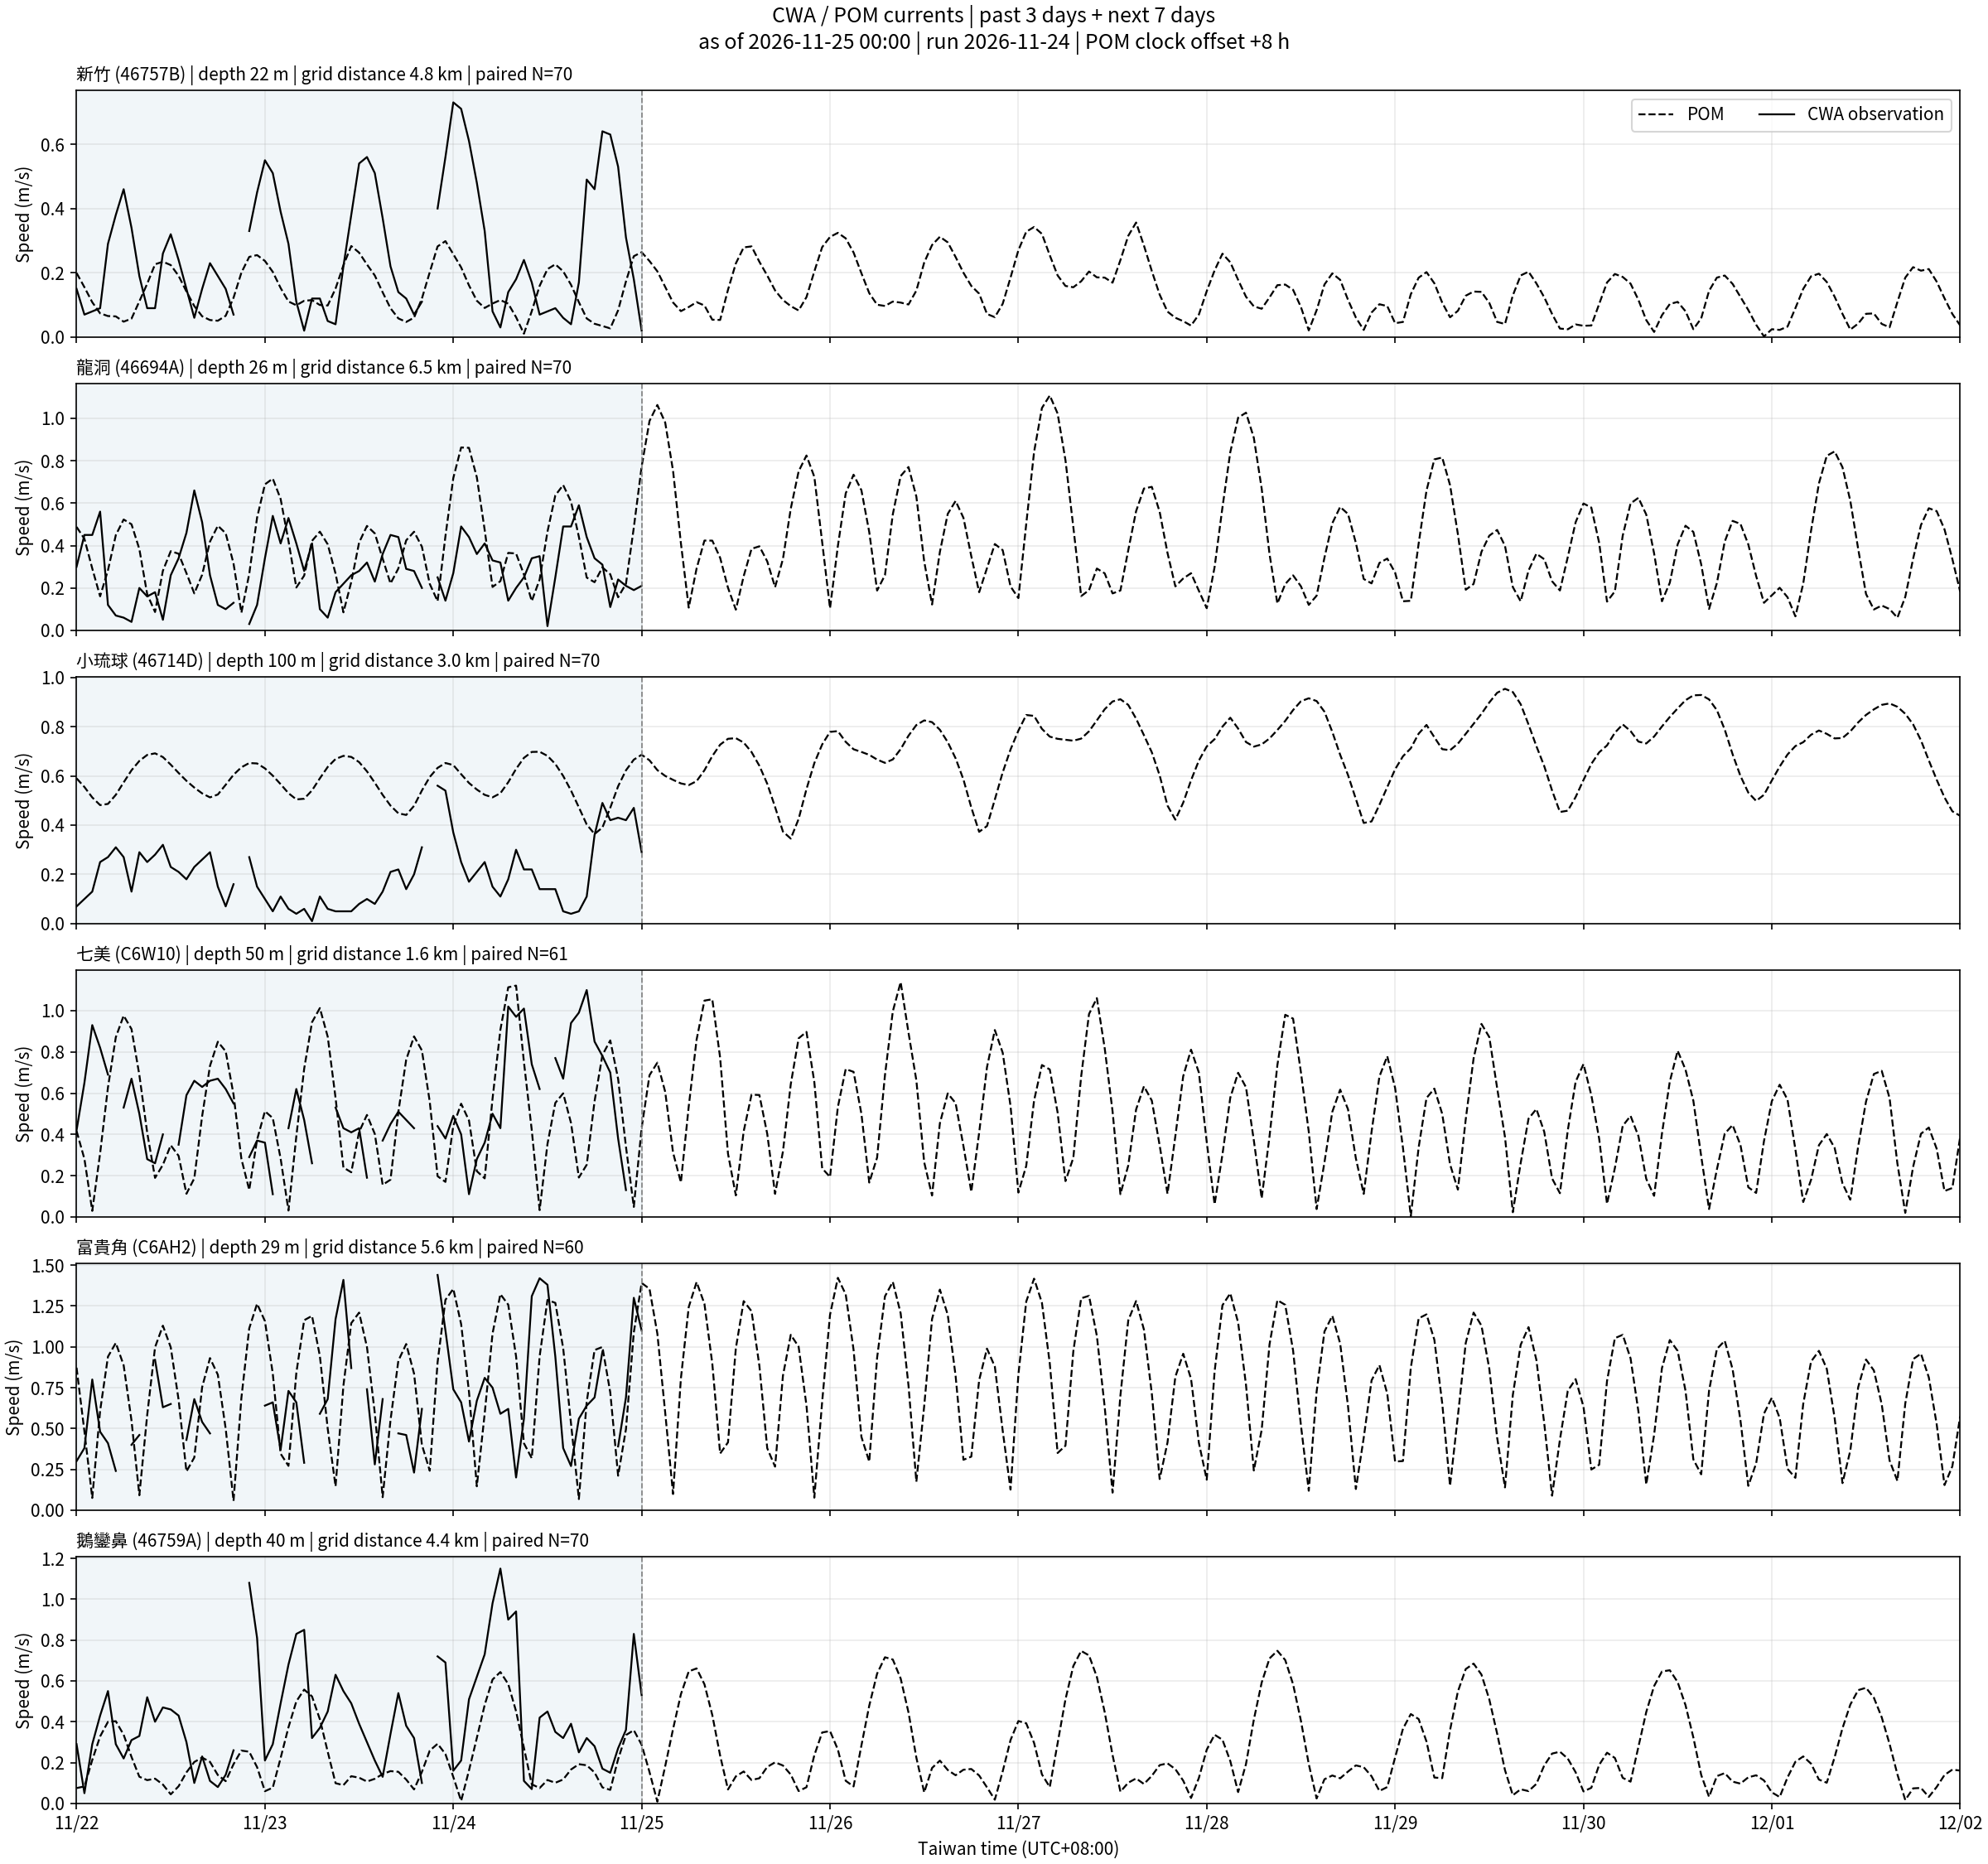 CWA / POM currents | past 3 days + next 7 days
as of 2026-11-25 00:00 | run 2026-11-24 | POM clock offset +8 h
新竹 (46757B) | depth 22 m | grid distance 4.8 km | paired N=70
POM
CWA observation
Speed (m/s)
0.6
0.4
0.2
0.0
龍洞 (46694A) | depth 26 m | grid distance 6.5 km | paired N=70
Speed (m/s)
1.0
0.8
0.6
0.4
0.2
0.0
小琉球 (46714D) | depth 100 m | grid distance 3.0 km | paired N=70
Speed (m/s)
1.0
0.8
0.6
0.4
0.2
0.0
七美 (C6W10) | depth 50 m | grid distance 1.6 km | paired N=61
Speed (m/s)
1.0
0.8
0.6
0.4
0.2
0.0
富貴角 (C6AH2) | depth 29 m | grid distance 5.6 km | paired N=60
Speed (m/s)
1.50
1.25
1.00
0.75
0.50
0.25
0.00
鵝鑾鼻 (46759A) | depth 40 m | grid distance 4.4 km | paired N=70
Speed (m/s)
1.2
1.0
0.8
0.6
0.4
0.2
0.0
11/22 11/23 11/24 11/25 11/26 11/27 11/28 11/29 11/30 12/01 12/02
Taiwan time (UTC+08:00)